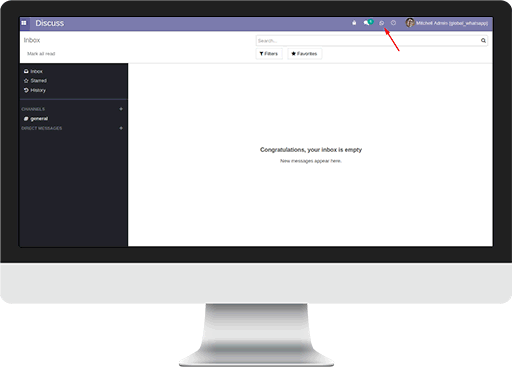 Discuss
Mitchell Admin (global_whatsapp)
Inbox
Search...
Mark all read
Filters
Favorites
Inbox
Starred
History
CHANNELS +
general
DIRECT MESSAGES +
Congratulations, your inbox is empty
New messages appear here.